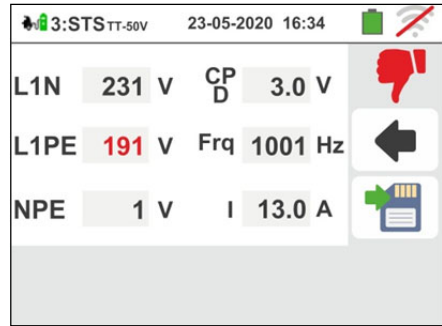 3:STS TT-50V 23-05-2020 16:34
L1N 231 V CPD 3.0 V
L1PE 191 V Frq 1001 Hz
NPE 1 V I 13.0 A